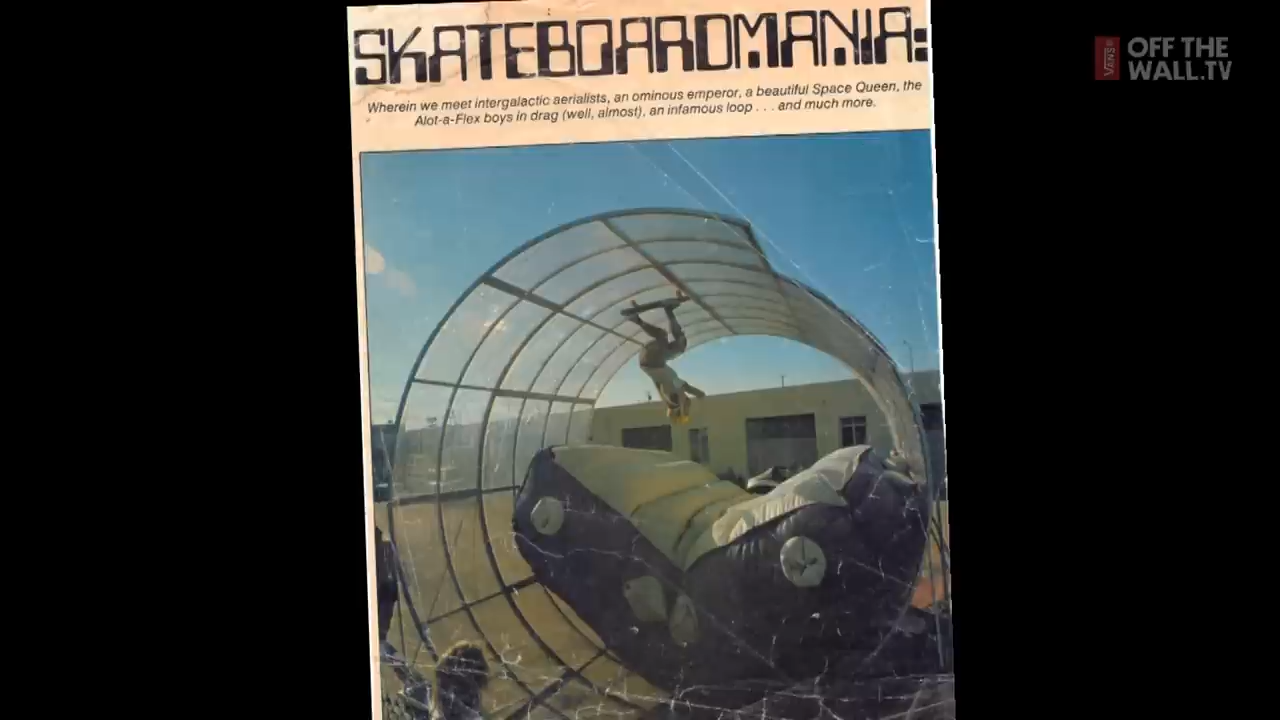 SKATEBOARDMANIA:
Wherein we meet intergalactic aerialists, an ominous emperor, a beautiful Space Queen, the
Alot-a-Flex boys in drag (well, almost), an infamous loop . . . and much more.
VANS
OFF THE
WALL.TV